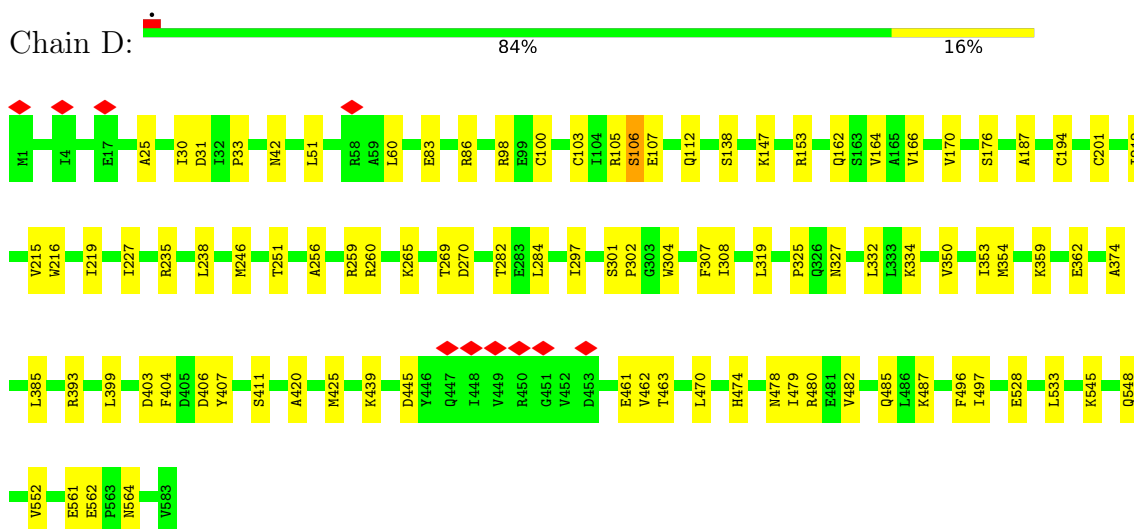 Chain D:
84% 16%
M1 I4 E17 A25 I30 D31 I32 P33 N42 L51 R58 A59 L60 E83 R86 R98 E99 C100 C103 I104 R105 S106 E107 Q112 S138 K147 R153 Q162 S163 V164 A165 V166 V170 S176 A187 C194 C201
V215 W216 I219 I227 R235 L238 M246 T251 A256 R259 R260 K265 T269 D270 T282 E283 L284 I297 S301 P302 G303 W304 F307 I308 L319 P325 Q326 N327 L332 L333 K334 V350 I353 M354 K359 E362 A374
L385 R393 L399 D403 F404 D405 D406 Y407 S411 A420 M425 K439 D445 Y446 Q447 I448 V449 R450 G451 V452 D453 E461 V462 T463 L470 H474 N478 I479 R480 E481 V482 Q485 L486 K487 F496 I497 E528 L533 K545 Q548
V552 E561 E562 P563 N564 V583